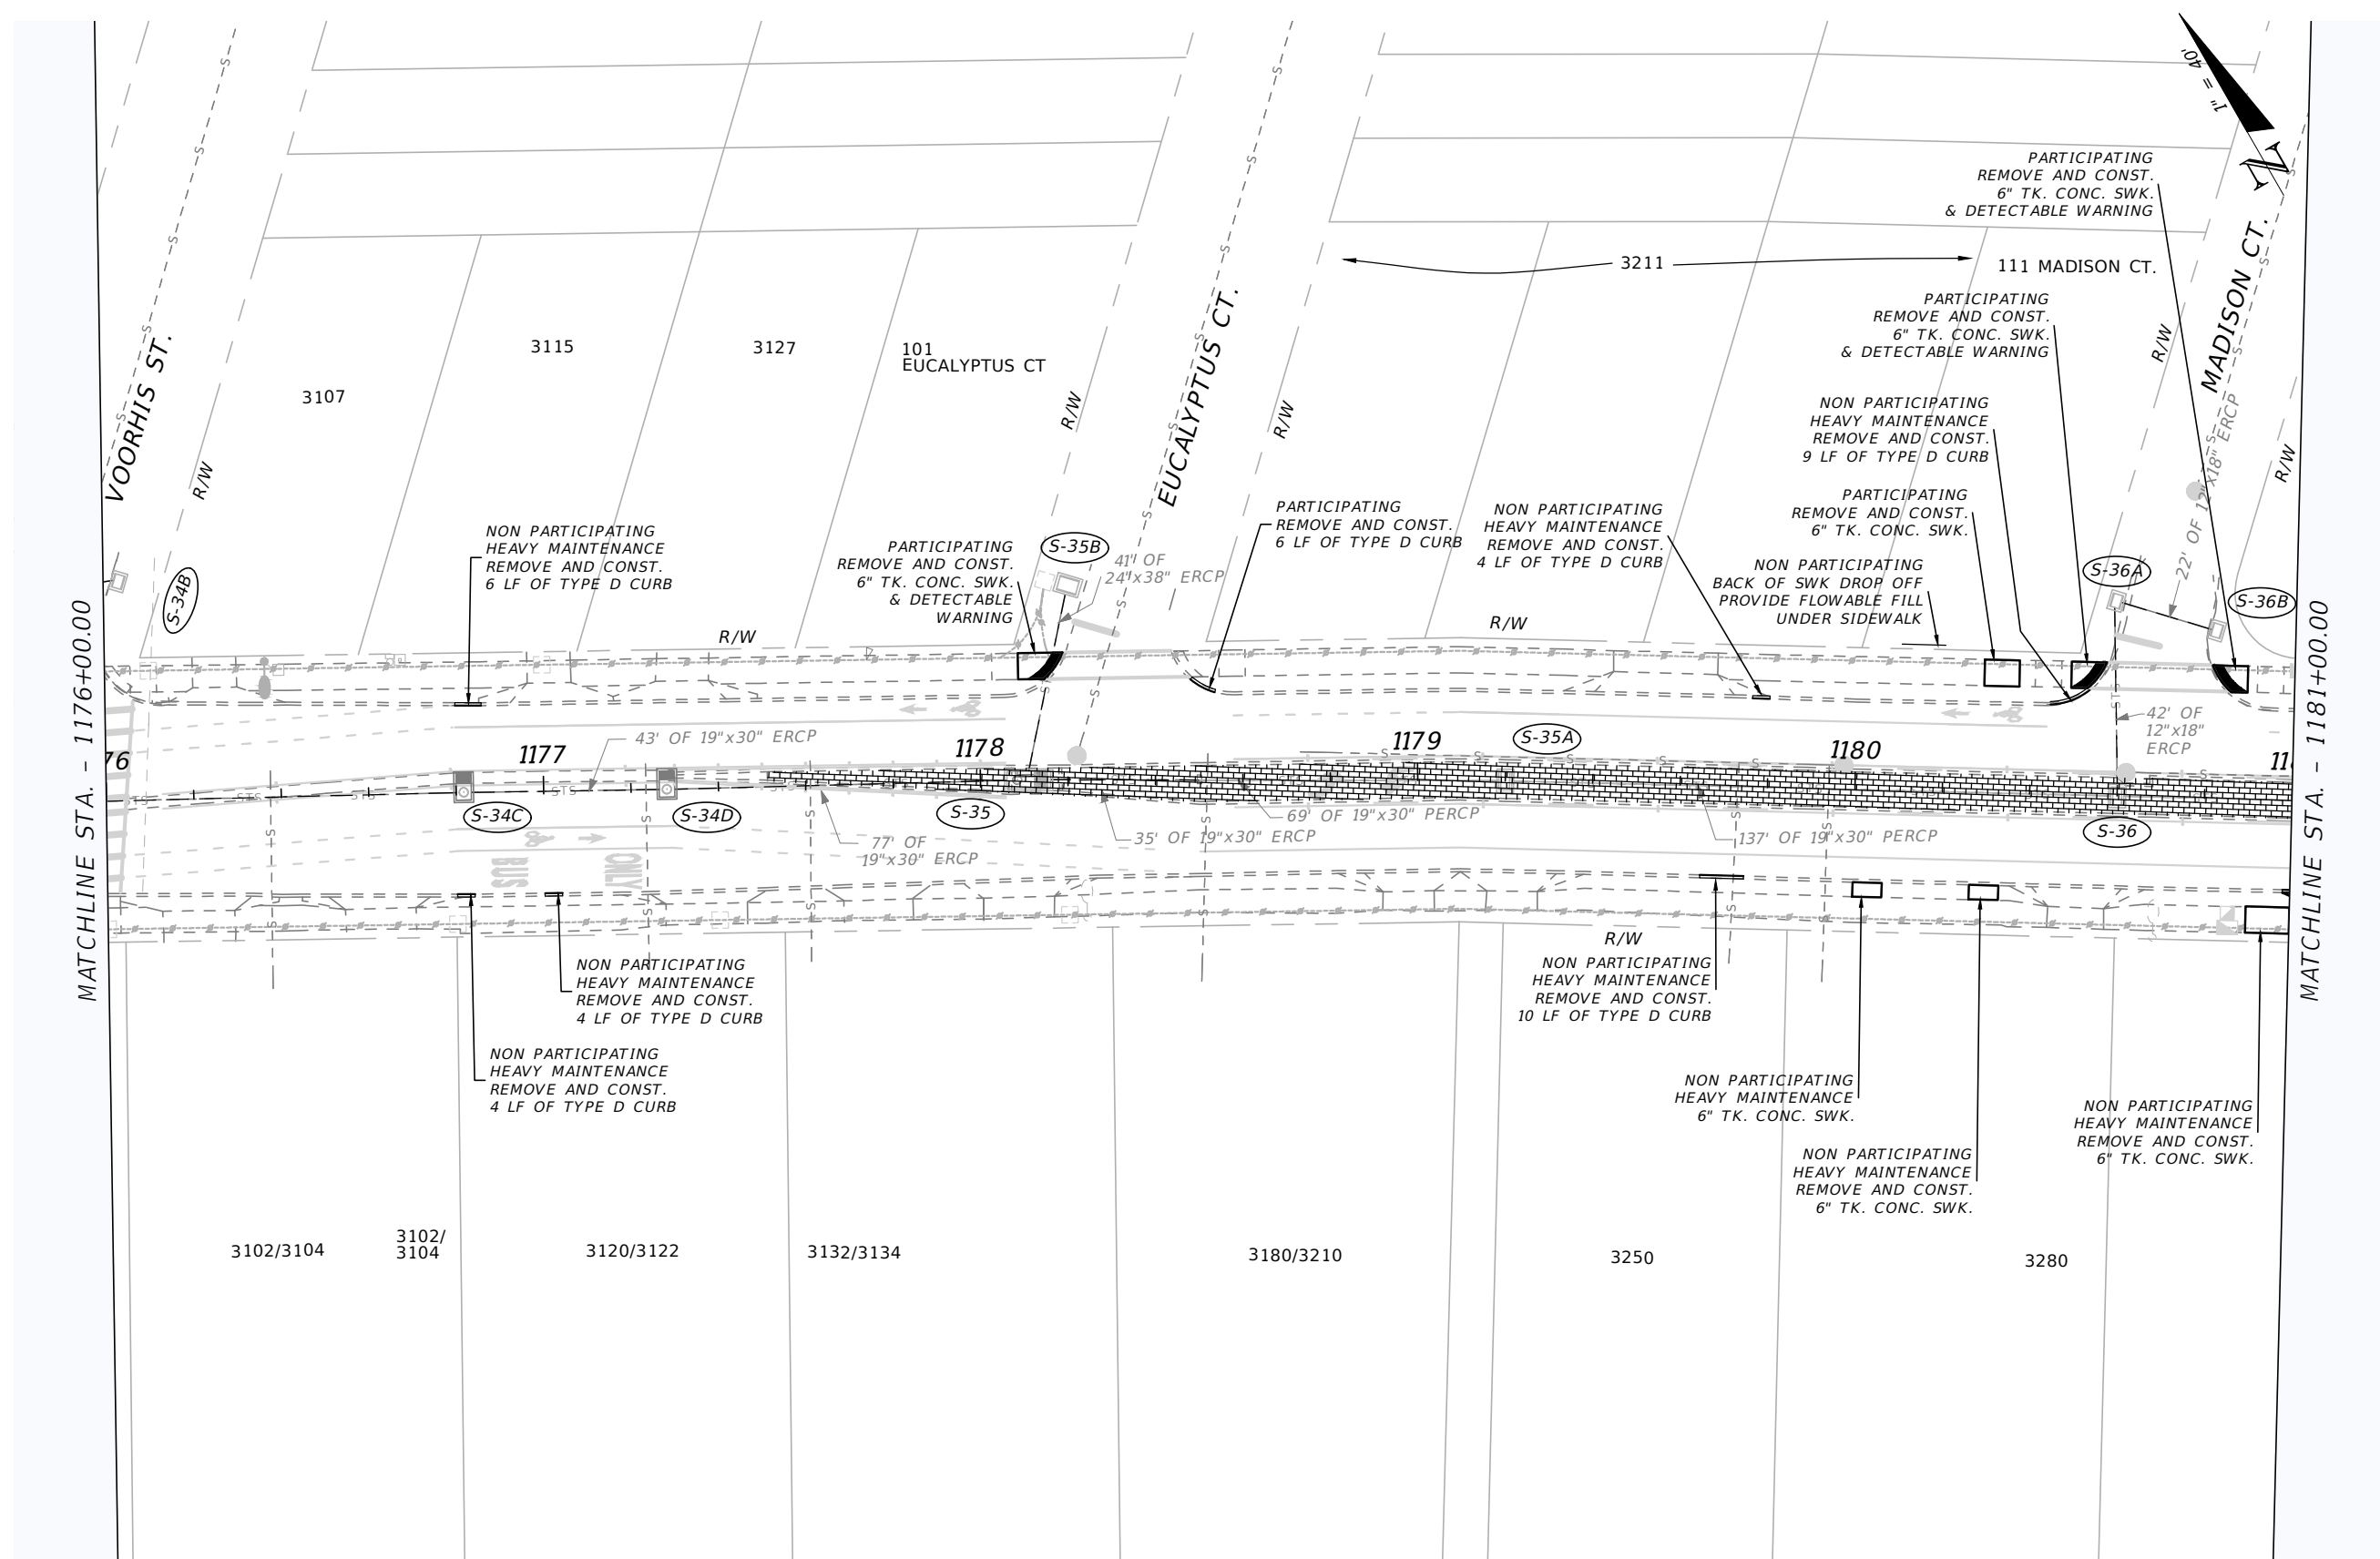 1" = 40'
N
PARTICIPATING
REMOVE AND CONST.
6" TK. CONC. SWK.
& DETECTABLE WARNING
3211
111 MADISON CT.
MADISON CT.
PARTICIPATING
REMOVE AND CONST.
6" TK. CONC. SWK.
& DETECTABLE WARNING
R/W
VOORHIS ST.
3107
3115
3127
101
EUCALYPTUS CT
EUCALYPTUS CT.
R/W
R/W
R/W
R/W
NON PARTICIPATING
HEAVY MAINTENANCE
REMOVE AND CONST.
9 LF OF TYPE D CURB
22' OF 12"x18" ERCP
PARTICIPATING
REMOVE AND CONST.
6" TK. CONC. SWK.
NON PARTICIPATING
HEAVY MAINTENANCE
REMOVE AND CONST.
6 LF OF TYPE D CURB
PARTICIPATING
REMOVE AND CONST.
6" TK. CONC. SWK.
& DETECTABLE
WARNING
S-35B
41' OF
24"x38" ERCP
PARTICIPATING
REMOVE AND CONST.
6 LF OF TYPE D CURB
NON PARTICIPATING
HEAVY MAINTENANCE
REMOVE AND CONST.
4 LF OF TYPE D CURB
NON PARTICIPATING
BACK OF SWK DROP OFF
PROVIDE FLOWABLE FILL
UNDER SIDEWALK
S-36A
S-36B
S-34B
R/W
R/W
MATCHLINE STA. - 1176+00.00
MATCHLINE STA. - 1181+00.00
42' OF
12"x18"
ERCP
76
1177
43' OF 19"x30" ERCP
1178
1179
S-35A
1180
118
STS
STS
STS
STS
STS
S-34C
S-34D
S-35
S-36
77' OF
19"x30" ERCP
35' OF 19"x30" ERCP
69' OF 19"x30" PERCP
137' OF 19"x30" PERCP
BUS
ONLY
R/W
NON PARTICIPATING
HEAVY MAINTENANCE
REMOVE AND CONST.
4 LF OF TYPE D CURB
NON PARTICIPATING
HEAVY MAINTENANCE
REMOVE AND CONST.
10 LF OF TYPE D CURB
NON PARTICIPATING
HEAVY MAINTENANCE
REMOVE AND CONST.
4 LF OF TYPE D CURB
NON PARTICIPATING
HEAVY MAINTENANCE
6" TK. CONC. SWK.
NON PARTICIPATING
HEAVY MAINTENANCE
REMOVE AND CONST.
6" TK. CONC. SWK.
NON PARTICIPATING
HEAVY MAINTENANCE
REMOVE AND CONST.
6" TK. CONC. SWK.
3102/3104
3102/
3104
3120/3122
3132/3134
3180/3210
3250
3280